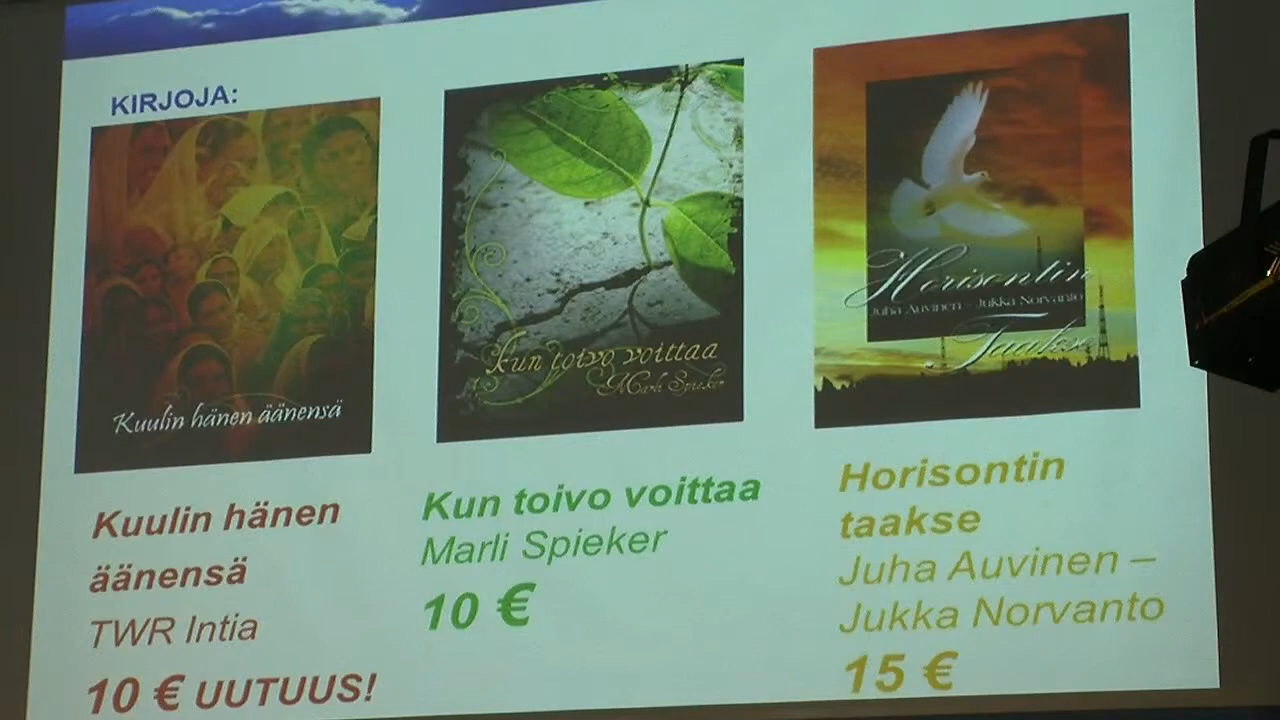 KIRJOJA:
Kuulin hänen äänensä
Kuulin hänen
äänensä
TWR Intia
10 € UUTUUS!
kun toivo voittaa
Marli Spieker
Kun toivo voittaa
Marli Spieker
10 €
Horisontin
Juha Auvinen - Jukka Norvanto
Taakse
Horisontin
taakse
Juha Auvinen –
Jukka Norvanto
15 €